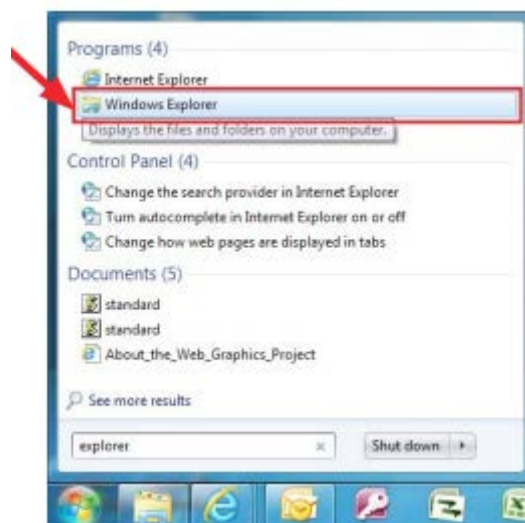 Programs (4)
Internet Explorer
Windows Explorer
Displays the files and folders on your computer.
Control Panel (4)
Change the search provider in Internet Explorer
Turn autocomplete in Internet Explorer on or off
Change how web pages are displayed in tabs
Documents (5)
standard
standard
About_the_Web_Graphics_Project
See more results
explorer
Shut down